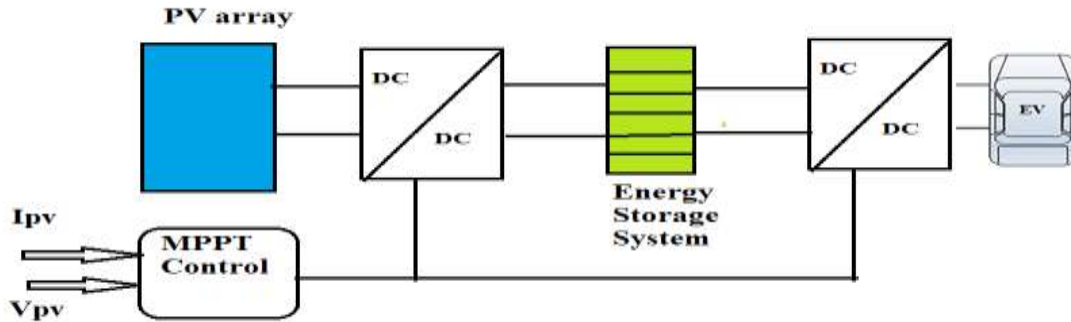 PV array
DC
DC
DC
DC
EV
Energy
Storage
System
Ipv
MPPT
Control
Vpv